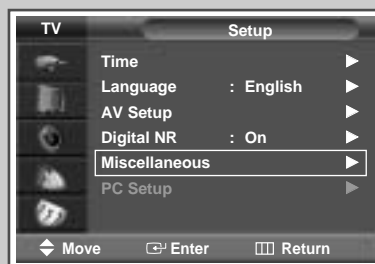 TV Setup
Time
Language : English
AV Setup
Digital NR : On
Miscellaneous
PC Setup
Move Enter Return